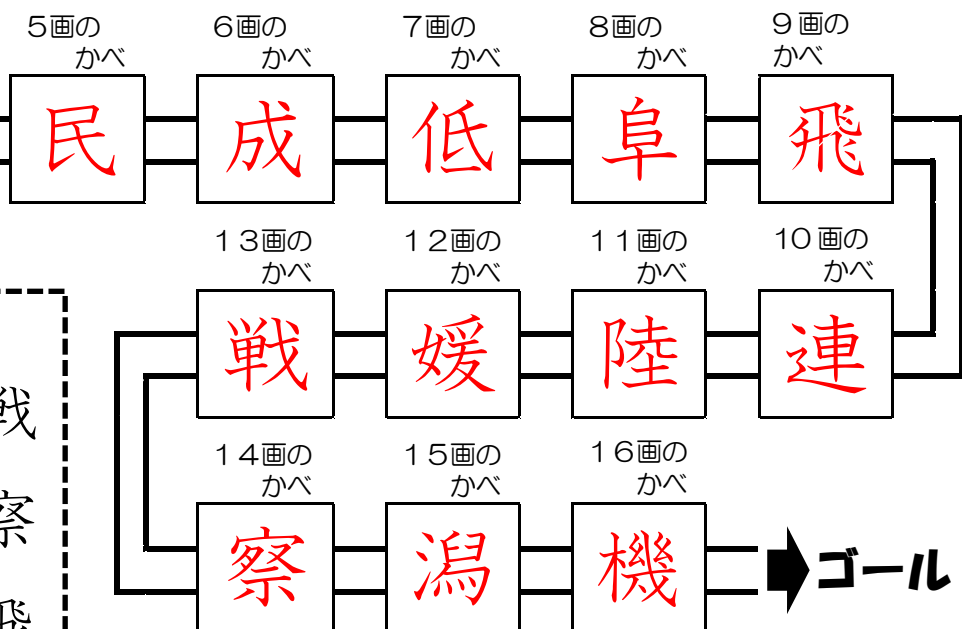 5画の
かべ
民
6画の
かべ
成
7画の
かべ
低
8画の
かべ
阜
9画の
かべ
飛
10画の
かべ
連
11画の
かべ
陸
12画の
かべ
媛
13画の
かべ
戦
14画の
かべ
察
15画の
かべ
潟
16画の
かべ
機
ゴール
戦
察
飛